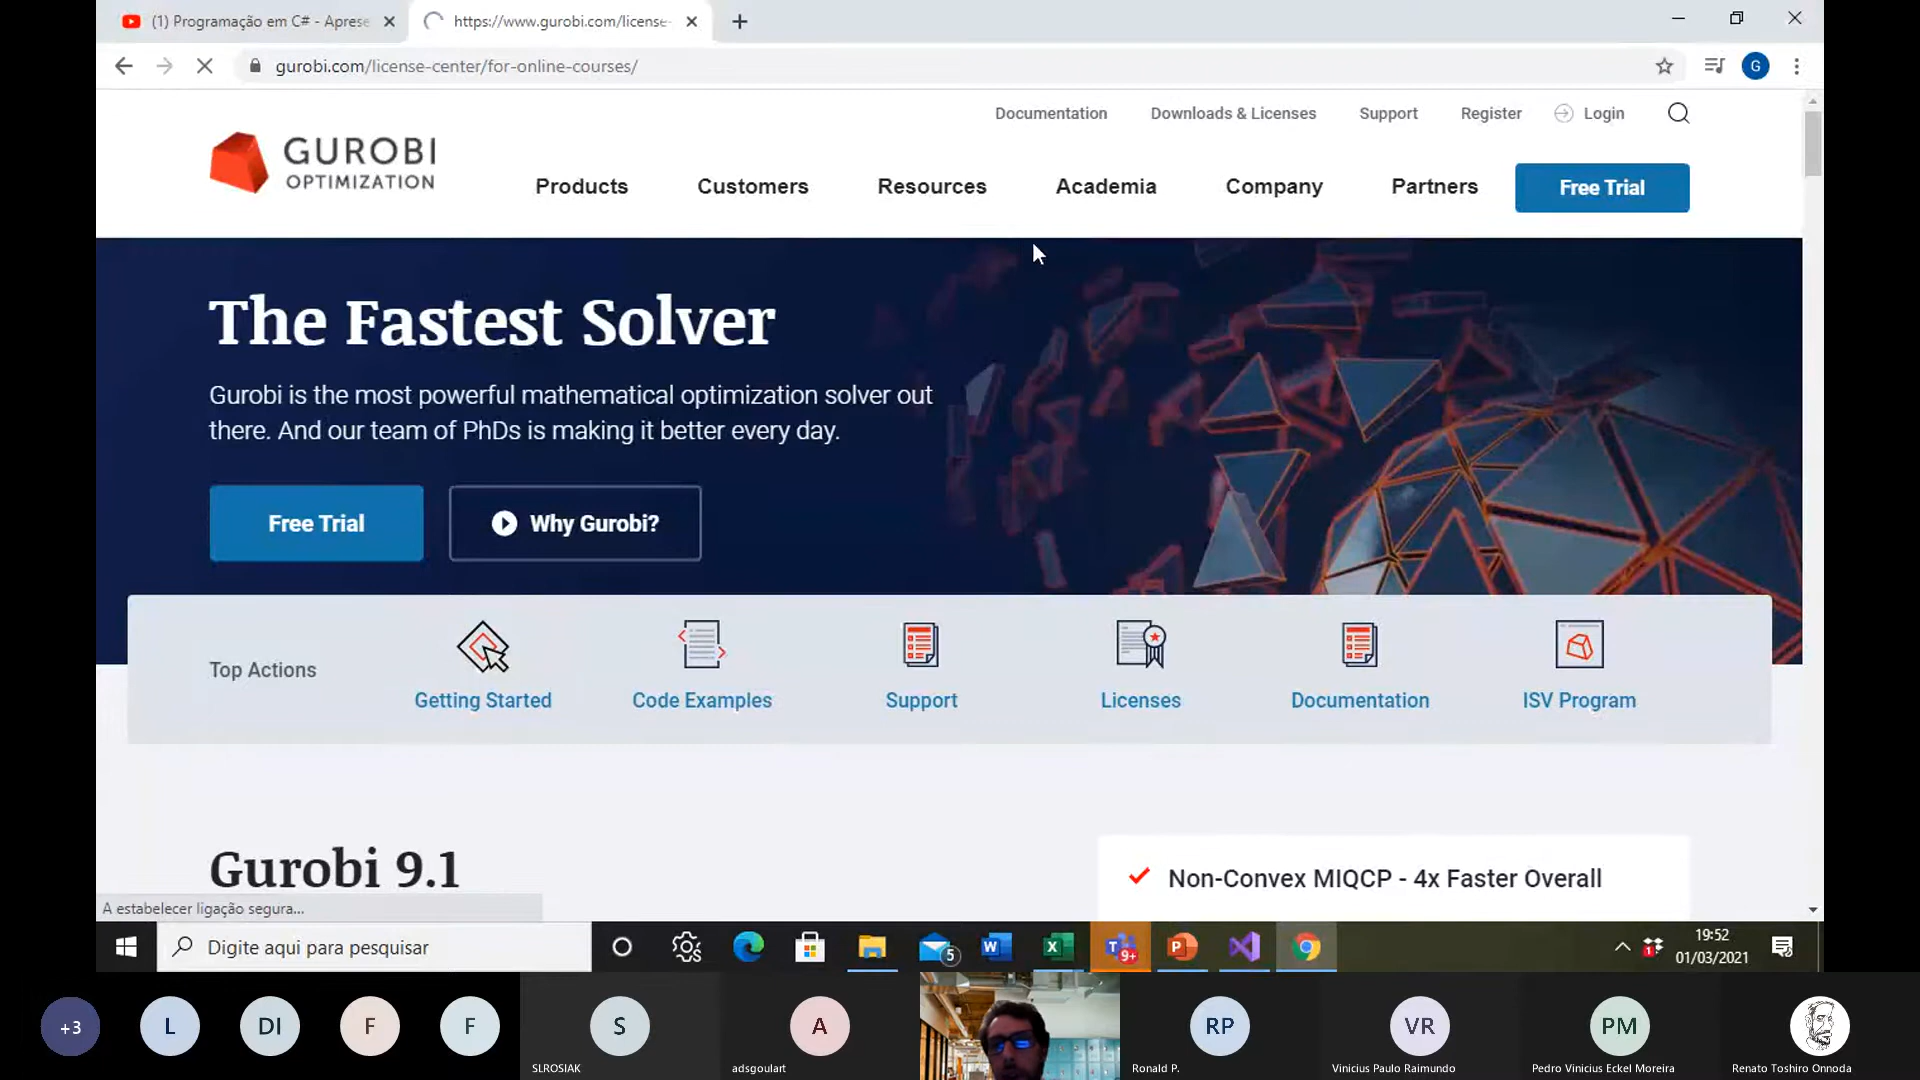 (1) Programação em C# - Aprese
https://www.gurobi.com/license-
gurobi.com/license-center/for-online-courses/
G
Documentation
Downloads & Licenses
Support
Register
Login
GUROBI
OPTIMIZATION
Products
Customers
Resources
Academia
Company
Partners
Free Trial
The Fastest Solver
Gurobi is the most powerful mathematical optimization solver out
there. And our team of PhDs is making it better every day.
Free Trial
Why Gurobi?
Top Actions
Getting Started
Code Examples
Support
Licenses
Documentation
ISV Program
Gurobi 9.1
Non-Convex MIQCP - 4x Faster Overall
A estabelecer ligação segura...
Digite aqui para pesquisar
5
W
X
T
9+
P
1
19:52
01/03/2021
+3
L
DI
F
F
S
A
RP
VR
PM
SLROSIAK
adsgoulart
Ronald P.
Vinicius Paulo Raimundo
Pedro Vinicius Eckel Moreira
Renato Toshiro Onnoda